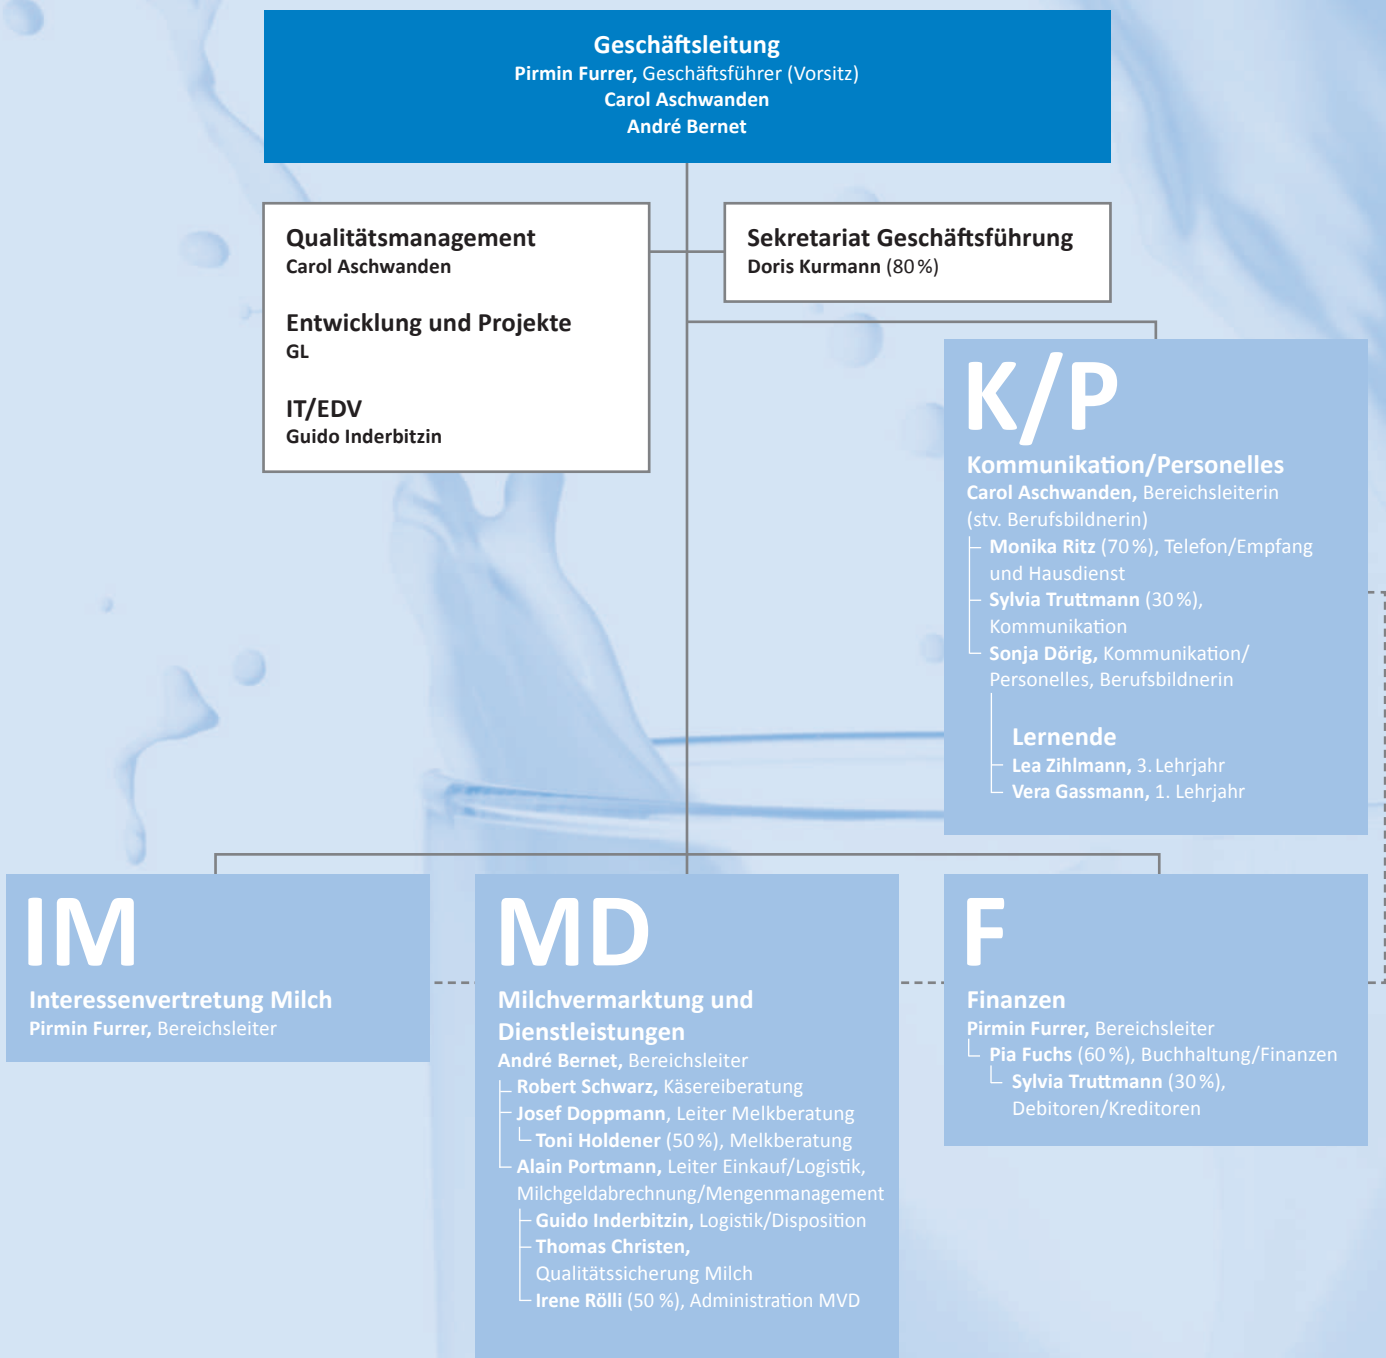 Geschäftsleitung
Pirmin Furrer, Geschäftsführer (Vorsitz)
Carol Aschwanden
André Bernet
Qualitätsmanagement
Carol Aschwanden
Entwicklung und Projekte
GL
IT/EDV
Guido Inderbitzin
Sekretariat Geschäftsführung
Doris Kurmann (80 %)
K/P
Kommunikation/Personelles
Carol Aschwanden, Bereichsleiterin
(stv. Berufsbildnerin)
Monika Ritz (70 %), Telefon/Empfang
und Hausdienst
Sylvia Truttmann (30 %),
Kommunikation
Sonja Dörig, Kommunikation/
Personelles, Berufsbildnerin
Lernende
Lea Zihlmann, 3. Lehrjahr
Vera Gassmann, 1. Lehrjahr
IM
Interessenvertretung Milch
Pirmin Furrer, Bereichsleiter
MD
Milchvermarktung und
Dienstleistungen
André Bernet, Bereichsleiter
Robert Schwarz, Käsereiberatung
Josef Doppmann, Leiter Melkberatung
Toni Holdener (50 %), Melkberatung
Alain Portmann, Leiter Einkauf/Logistik,
Milchgeldabrechnung/Mengenmanagement
Guido Inderbitzin, Logistik/Disposition
Thomas Christen,
Qualitätssicherung Milch
Irene Rölli (50 %), Administration MVD
F
Finanzen
Pirmin Furrer, Bereichsleiter
Pia Fuchs (60 %), Buchhaltung/Finanzen
Sylvia Truttmann (30 %),
Debitoren/Kreditoren